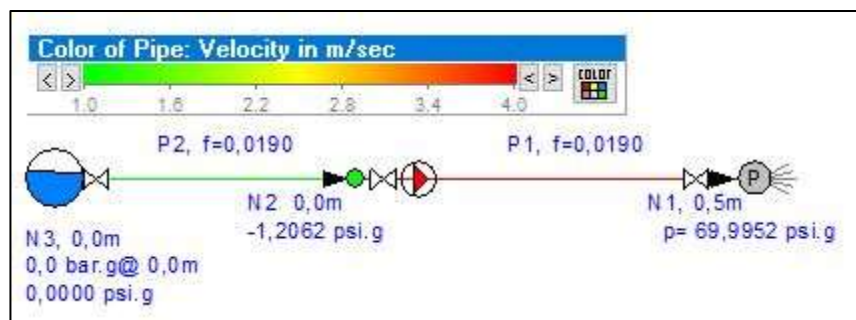 Color of Pipe: Velocity in m/sec
< > < > COLOR
1.0 1.6 2.2 2.8 3.4 4.0
P2, f=0,0190 P1, f=0,0190
P
N2 0,0m N1, 0,5m
-1,2062 psi.g p= 69,9952 psi.g
N3, 0,0m
0,0 bar.g@ 0,0m
0,0000 psi.g